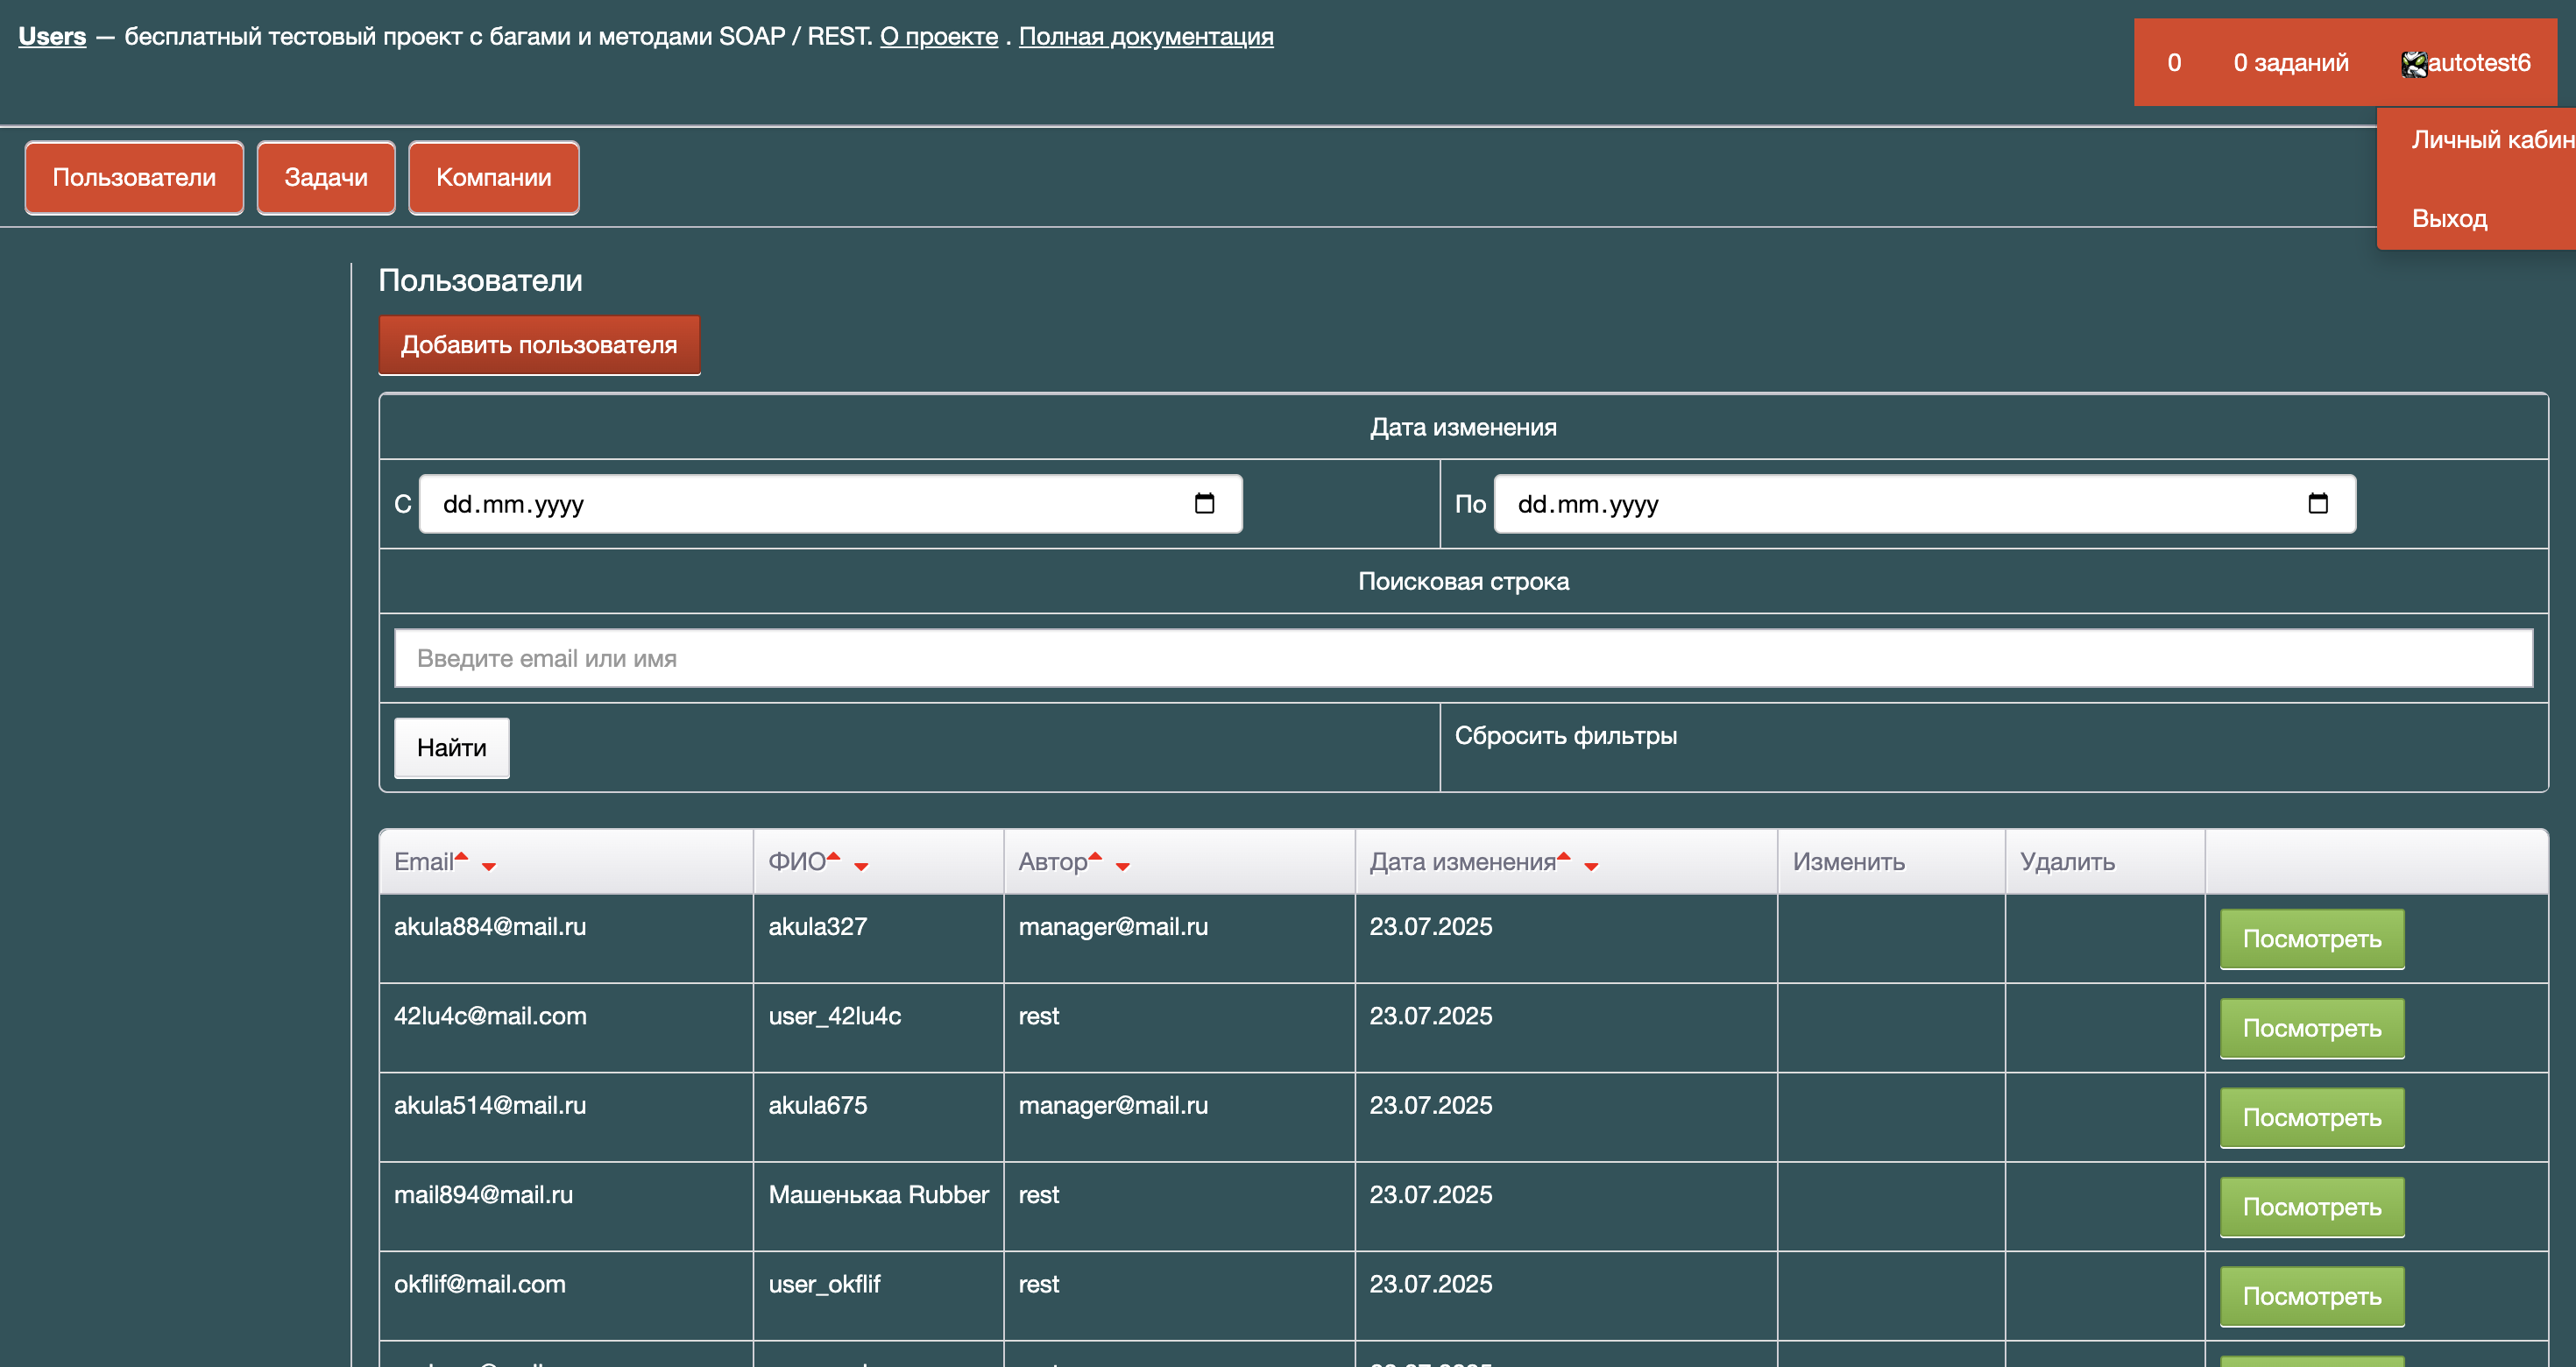 Users — бесплатный тестовый проект с багами и методами SOAP / REST. О проекте . Полная документация
0 0 заданий autotest6
Личный кабин
Выход
Пользователи Задачи Компании
Пользователи
Добавить пользователя
Дата изменения
С dd.mm.yyyy По dd.mm.yyyy
Поисковая строка
Введите email или имя
Найти Сбросить фильтры
Email ФИО Автор Дата изменения Изменить Удалить
akula884@mail.ru akula327 manager@mail.ru 23.07.2025 Посмотреть
42lu4c@mail.com user_42lu4c rest 23.07.2025 Посмотреть
akula514@mail.ru akula675 manager@mail.ru 23.07.2025 Посмотреть
mail894@mail.ru Машенькаа Rubber rest 23.07.2025 Посмотреть
okflif@mail.com user_okflif rest 23.07.2025 Посмотреть